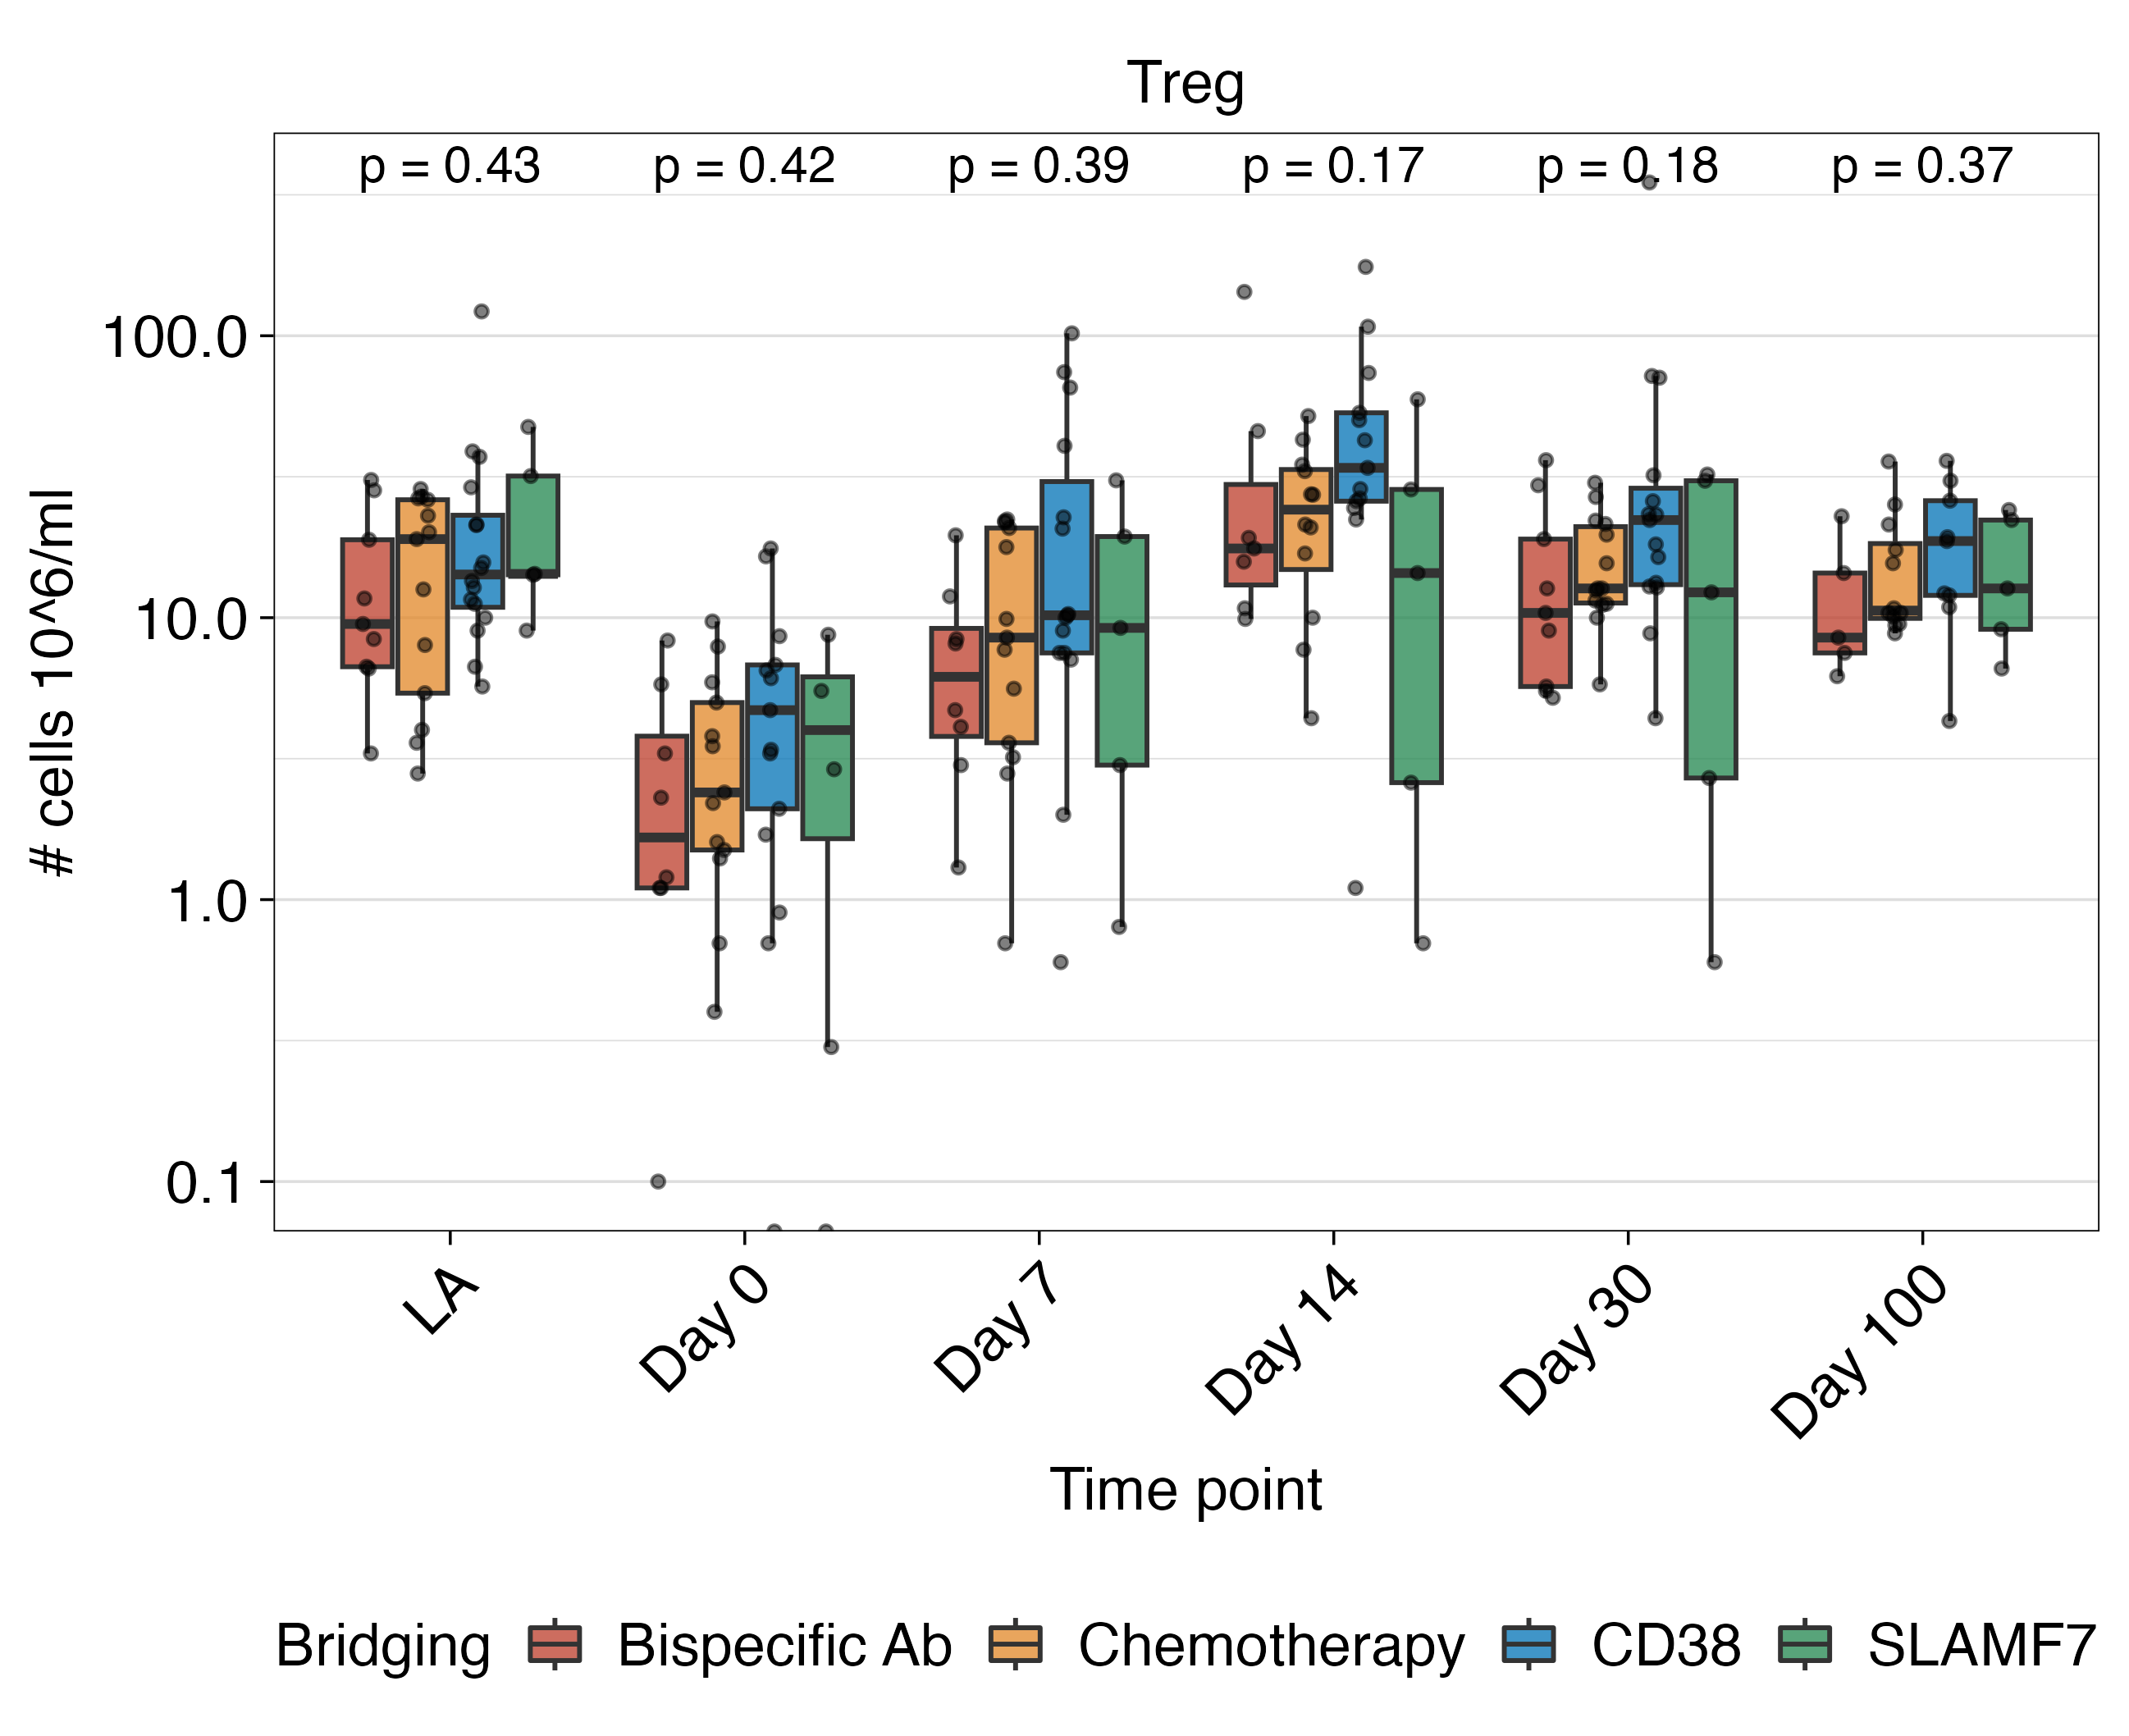 Treg
p = 0.43 p = 0.42 p = 0.39 p = 0.17 p = 0.18 p = 0.37
# cells 10^6/ml
100.0
10.0
1.0
0.1
LA Day 0 Day 7 Day 14 Day 30 Day 100
Time point
Bridging Bispecific Ab Chemotherapy CD38 SLAMF7